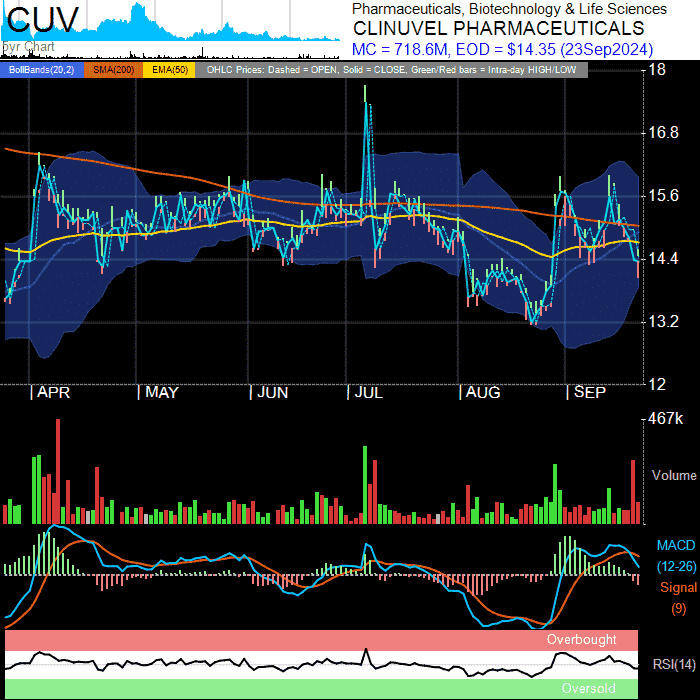 CUV
Pharmaceuticals, Biotechnology & Life Sciences
CLINUVEL PHARMACEUTICALS
MC = 718.6M, EOD = $14.35 (23Sep2024)
yr Chart
BollBands(20,2) SMA(200) EMA(50) OHLC Prices: Dashed = OPEN, Solid = CLOSE, Green/Red bars = Intra-day HIGH/LOW
18
16.8
15.6
14.4
13.2
12
APR MAY JUN JUL AUG SEP
467k
Volume
MACD
(12-26)
Signal
(9)
Overbought
RSI(14)
Oversold